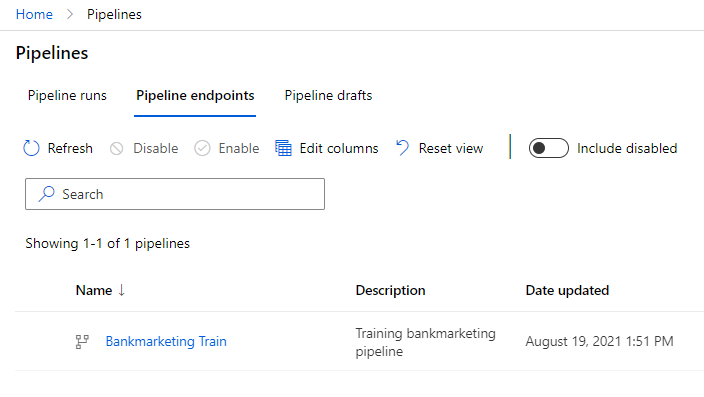 Home > Pipelines
Pipelines
Pipeline runs Pipeline endpoints Pipeline drafts
Refresh Disable Enable Edit columns Reset view Include disabled
Search
Showing 1-1 of 1 pipelines
Name ↓ Description Date updated
Bankmarketing Train Training bankmarketing pipeline August 19, 2021 1:51 PM